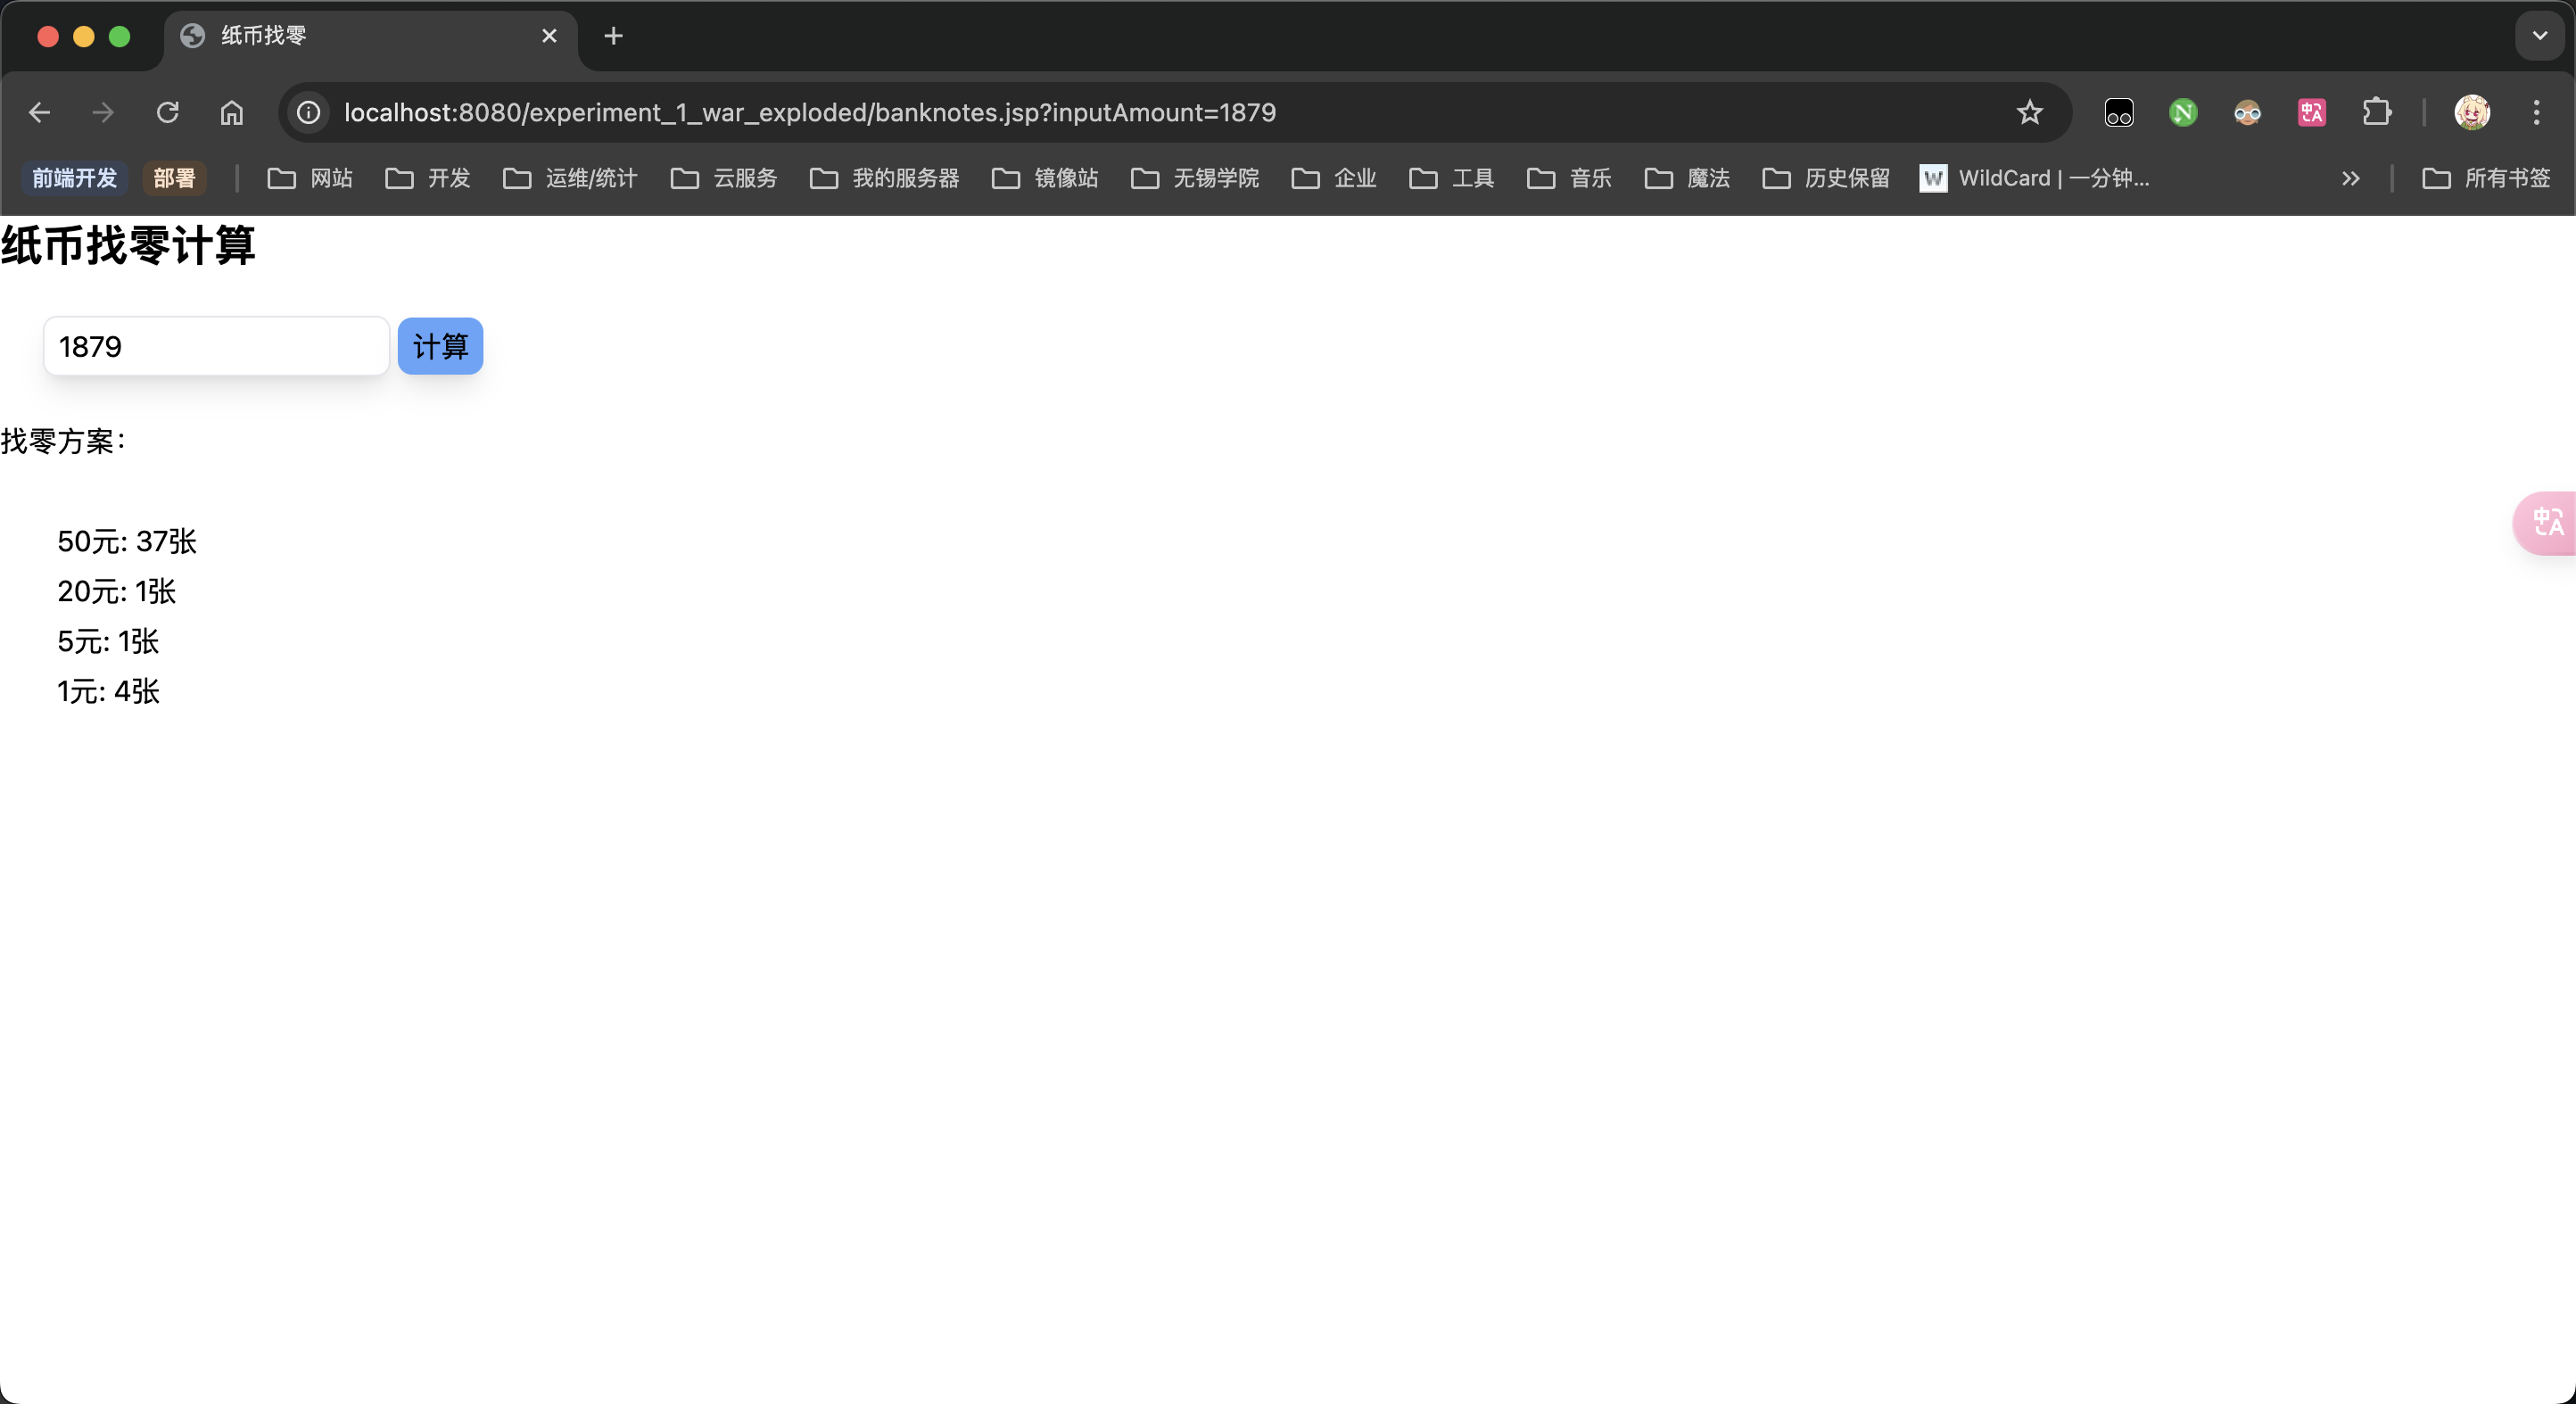 纸币找零
localhost:8080/experiment_1_war_exploded/banknotes.jsp?inputAmount=1879
前端开发 部署 网站 开发 运维/统计 云服务 我的服务器 镜像站 无锡学院 企业 工具 音乐 魔法 历史保留 W WildCard | 一分钟... 所有书签
纸币找零计算
1879 计算
找零方案：
50元: 37张
20元: 1张
5元: 1张
1元: 4张